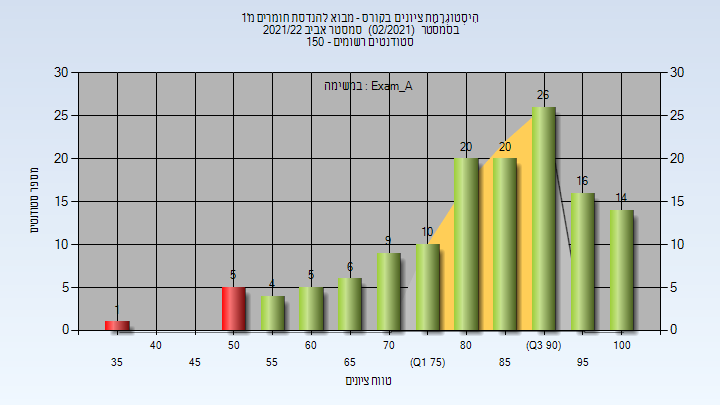 היסטוגרמת ציונים בקורס - מבוא להנדסת חומרים מ'1
בסמסטר (02/2021) סמסטר אביב 2021/22
סטודנטים רשומים - 150
במשימה : Exam_A
מספר סטודנטים
30 30
25 25
20 20
15 15
10 10
5 5
0 0
1 5 4 5 6 9 10 20 20 26 16 14
40 50 60 70 80 (Q3 90) 100
35 45 55 65 (Q1 75) 85 95
טווח ציונים